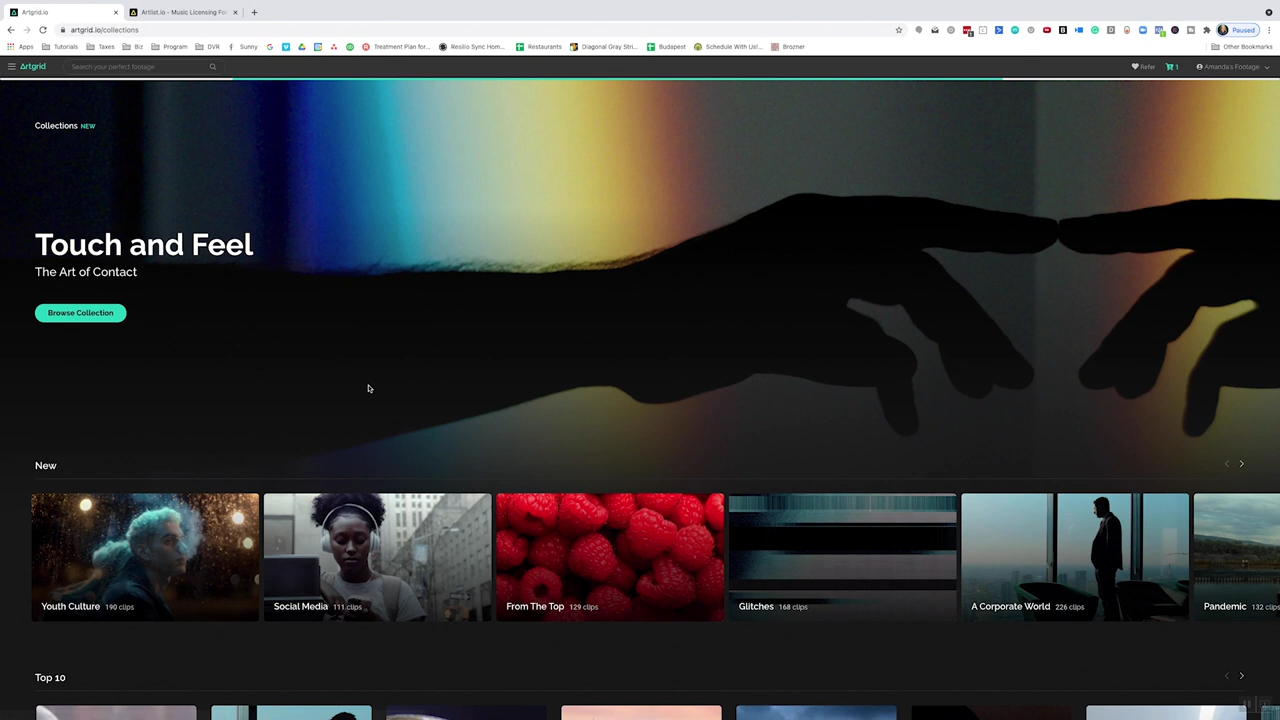 Artgrid.io
Artlist.io - Music Licensing Fo
artgrid.io/collections
Paused
Apps Tutorials Taxes Biz Program DVR Sunny Treatment Plan for... Resilio Sync Hom... Restaurants Diagonal Gray Stri... Budapest Schedule With Us!... Brozner Other Bookmarks
Artgrid Search your perfect footage Refer 1 Amanda's Footage
Collections NEW
Touch and Feel
The Art of Contact
Browse Collection
New
Youth Culture 190 clips
Social Media 111 clips
From The Top 129 clips
Glitches 168 clips
A Corporate World 226 clips
Pandemic 132 clips
Top 10